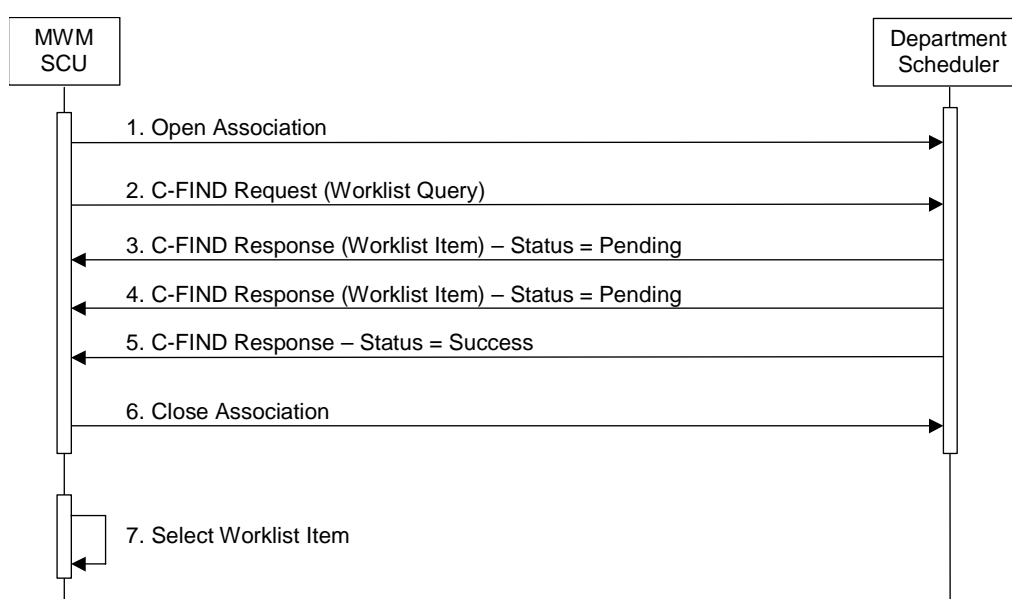 MWM
SCU
Department
Scheduler
1. Open Association
2. C-FIND Request (Worklist Query)
3. C-FIND Response (Worklist Item) – Status = Pending
4. C-FIND Response (Worklist Item) – Status = Pending
5. C-FIND Response – Status = Success
6. Close Association
7. Select Worklist Item